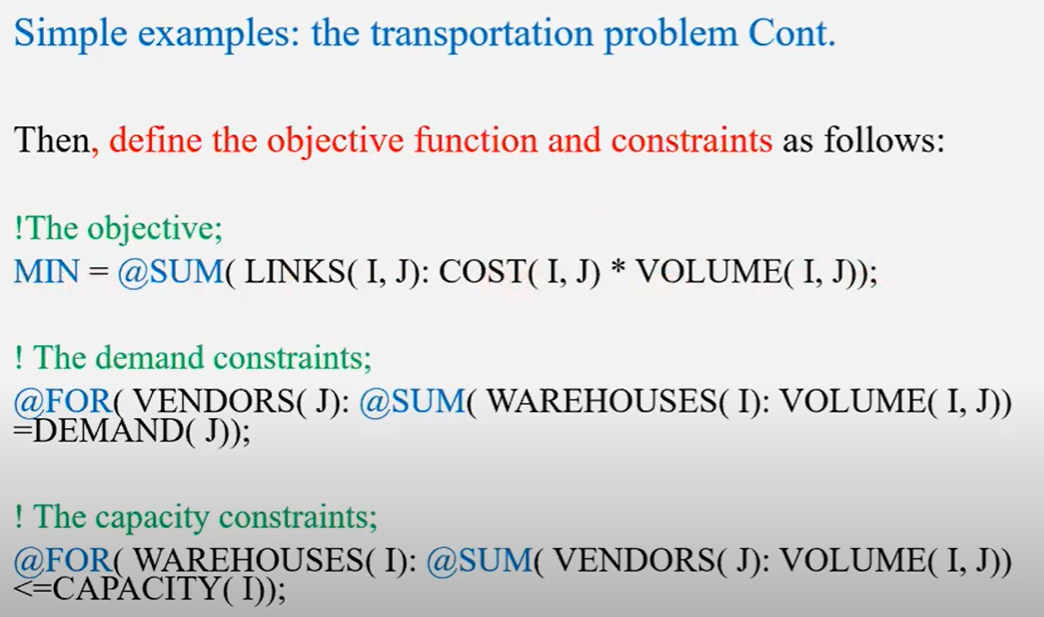 Simple examples: the transportation problem Cont.
Then, define the objective function and constraints as follows:
!The objective;
MIN = @SUM( LINKS( I, J): COST( I, J) * VOLUME( I, J));
! The demand constraints;
@FOR( VENDORS( J): @SUM( WAREHOUSES( I): VOLUME( I, J))
=DEMAND( J));
! The capacity constraints;
@FOR( WAREHOUSES( I): @SUM( VENDORS( J): VOLUME( I, J))
<=CAPACITY( I));